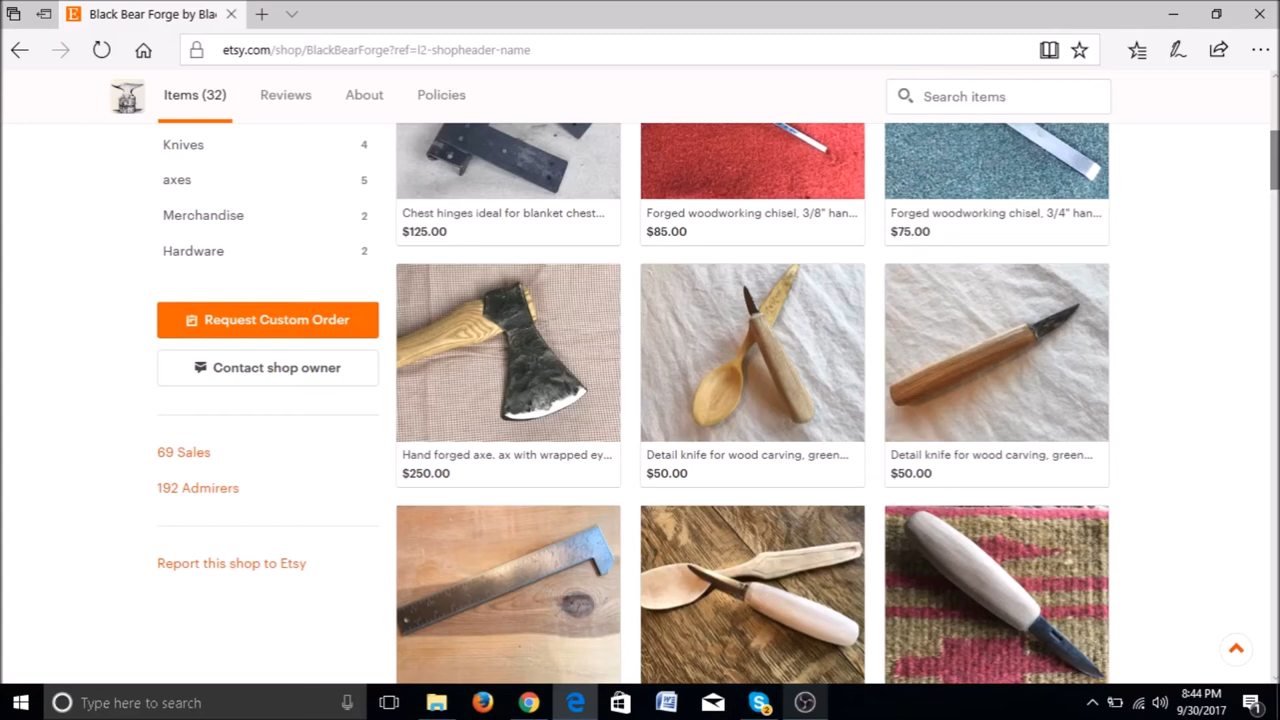 Black Bear Forge by Bla
etsy.com/shop/BlackBearForge?ref=l2-shopheader-name
Items (32)
Reviews
About
Policies
Search items
Knives 4
axes 5
Merchandise 2
Hardware 2
Request Custom Order
Contact shop owner
69 Sales
192 Admirers
Report this shop to Etsy
Chest hinges ideal for blanket chest...
$125.00
Forged woodworking chisel, 3/8" han...
$85.00
Forged woodworking chisel, 3/4" han...
$75.00
Hand forged axe. ax with wrapped ey...
$250.00
Detail knife for wood carving, green...
$50.00
Detail knife for wood carving, green...
$50.00
Type here to search
8:44 PM
9/30/2017